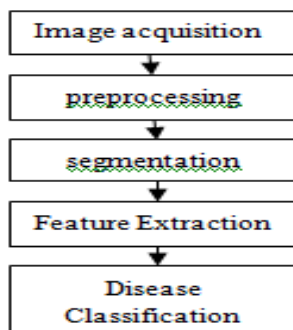 Image acquisition
preprocessing
segmentation
Feature Extraction
Disease
Classification